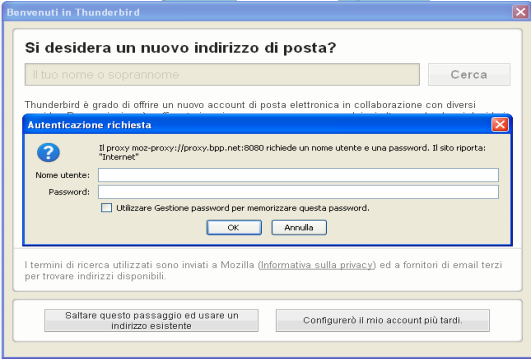 Benvenuti in Thunderbird
Si desidera un nuovo indirizzo di posta?
Il tuo nome o soprannome
Cerca
Thunderbird è grado di offrire un nuovo account di posta elettronica in collaborazione con diversi
Autenticazione richiesta
Il proxy moz-proxy://proxy.bpp.net:8080 richiede un nome utente e una password. Il sito riporta:
"Internet"
Nome utente:
Password:
Utilizzare Gestione password per memorizzare questa password.
OK
Annulla
I termini di ricerca utilizzati sono inviati a Mozilla (Informativa sulla privacy) ed a fornitori di email terzi
per trovare indirizzi disponibili.
Saltare questo passaggio ed usare un
indirizzo esistente
Configurerò il mio account più tardi.